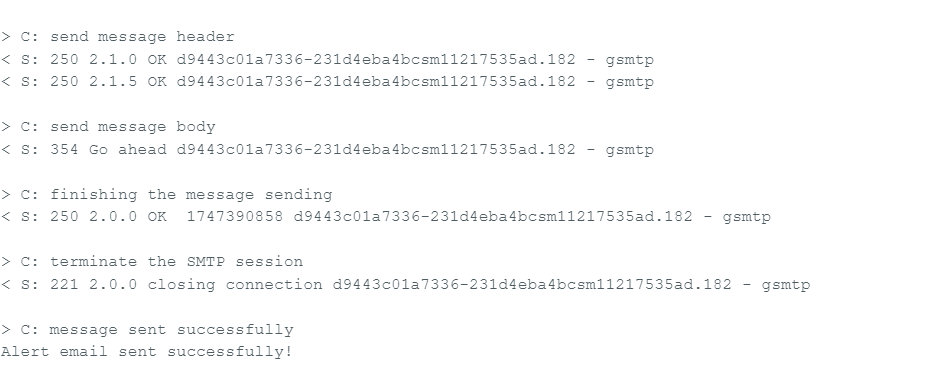 > C: send message header
< S: 250 2.1.0 OK d9443c01a7336-231d4eba4bcsm11217535ad.182 - gsmtp
< S: 250 2.1.5 OK d9443c01a7336-231d4eba4bcsm11217535ad.182 - gsmtp
> C: send message body
< S: 354 Go ahead d9443c01a7336-231d4eba4bcsm11217535ad.182 - gsmtp
> C: finishing the message sending
< S: 250 2.0.0 OK  1747390858 d9443c01a7336-231d4eba4bcsm11217535ad.182 - gsmtp
> C: terminate the SMTP session
< S: 221 2.0.0 closing connection d9443c01a7336-231d4eba4bcsm11217535ad.182 - gsmtp
> C: message sent successfully
Alert email sent successfully!